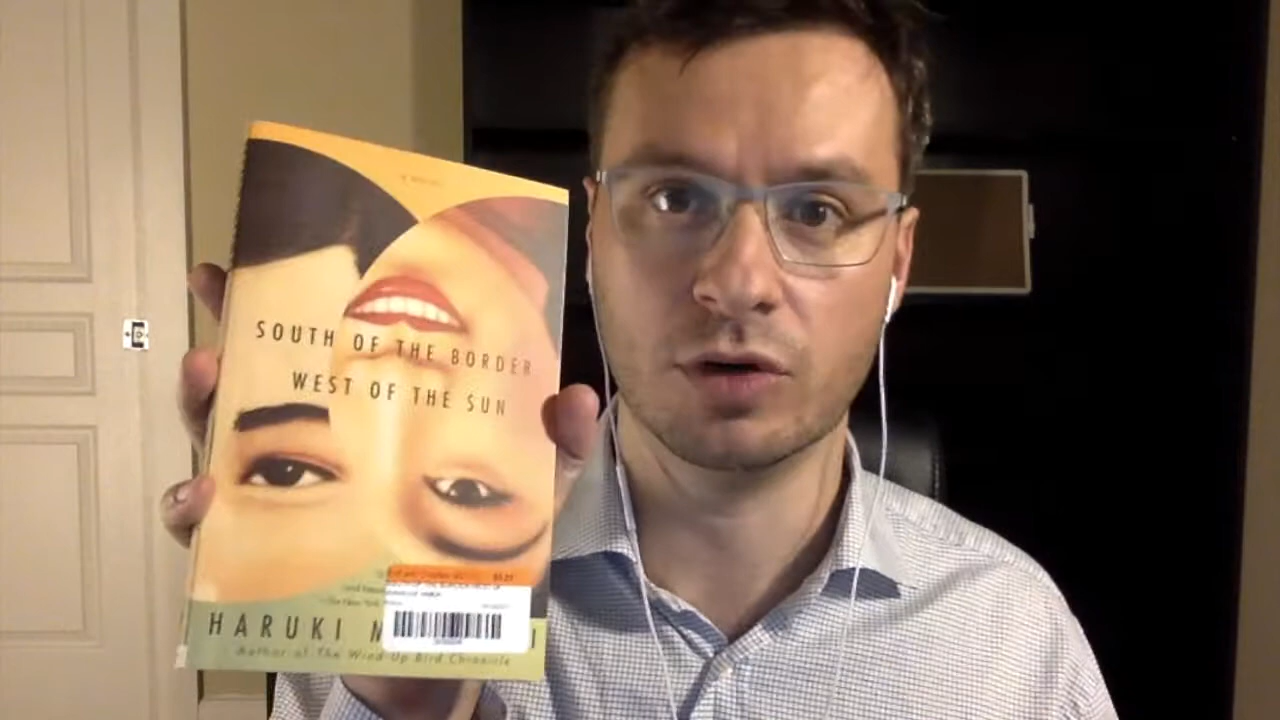 SOUTH OF THE BORDER
WEST OF THE SUN
HARUKI
Author of The Wind-Up Bird Chronicle